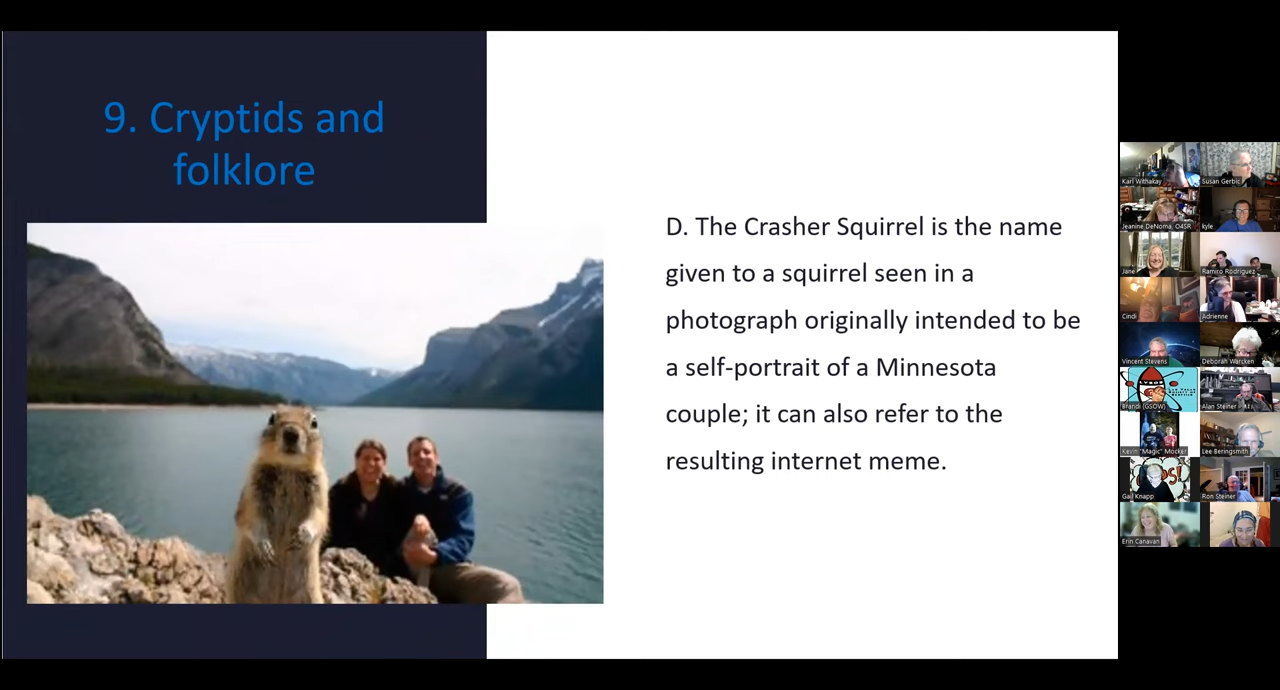 9. Cryptids and
folklore
D. The Crasher Squirrel is the name
given to a squirrel seen in a
photograph originally intended to be
a self-portrait of a Minnesota
couple; it can also refer to the
resulting internet meme.
Karl Withakay
Susan Gerbic
Jeanine DeNoma, O4SR
kyle
Jane
Ramiro Rodriguez
Cindi
Adrienne
Vincent Stevens
Deborah Warcken
Brandi (GSOW)
Alan Steiner
Kevin "Magic" Mocker
Lee Beringsmith
Gail Knapp
Ron Steiner
Erin Canavan